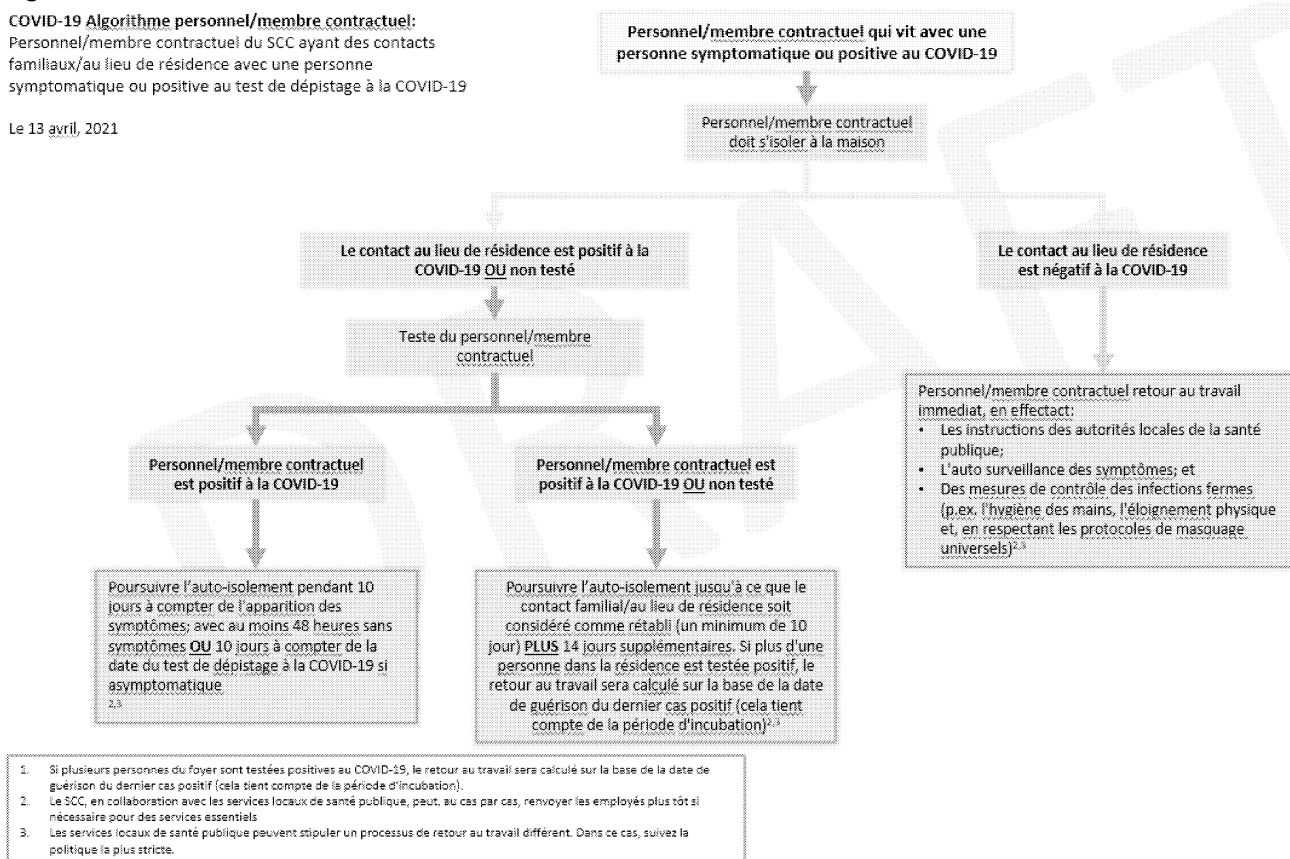 COVID-19 Algorithme personnel/membre contractuel:
Personnel/membre contractuel du SCC ayant des contacts
familiaux/au lieu de résidence avec une personne
symptomatique ou positive au test de dépistage à la COVID-19
Le 13 avril, 2021
Personnel/membre contractuel qui vit avec une
personne symptomatique ou positive au COVID-19
Personnel/membre contractuel
doit s'isoler à la maison
Le contact au lieu de résidence est positif à la
COVID-19 OU non testé
Le contact au lieu de résidence
est négatif à la COVID-19
Teste du personnel/membre
contractuel
Personnel/membre contractuel retour au travail
immediat, en effectact:
• Les instructions des autorités locales de la santé
publique;
• L'auto surveillance des symptômes; et
• Des mesures de contrôle des infections fermes
(p.ex. l'hygiène des mains, l'éloignement physique
et, en respectant les protocoles de masquage
universels)2,3
Personnel/membre contractuel
est positif à la COVID-19
Personnel/membre contractuel est
positif à la COVID-19 OU non testé
Poursuivre l'auto-isolement pendant 10
jours à compter de l'apparition des
symptômes; avec au moins 48 heures sans
symptômes OU 10 jours à compter de la
date du test de dépistage à la COVID-19 si
asymptomatique
2,3
Poursuivre l'auto-isolement jusqu'à ce que le
contact familial/au lieu de résidence soit
considéré comme rétabli (un minimum de 10
jour) PLUS 14 jours supplémentaires. Si plus d'une
personne dans la résidence est testée positif, le
retour au travail sera calculé sur la base de la date
de guérison du dernier cas positif (cela tient
compte de la période d'incubation)2,3
1. Si plusieurs personnes du foyer sont testées positives au COVID-19, le retour au travail sera calculé sur la base de la date de
guérison du dernier cas positif (cela tient compte de la période d'incubation).
2. Le SCC, en collaboration avec les services locaux de santé publique, peut, au cas par cas, renvoyer les employés plus tôt si
nécessaire pour des services essentiels
3. Les services locaux de santé publique peuvent stipuler un processus de retour au travail différent. Dans ce cas, suivez la
politique la plus stricte.
DRAFT